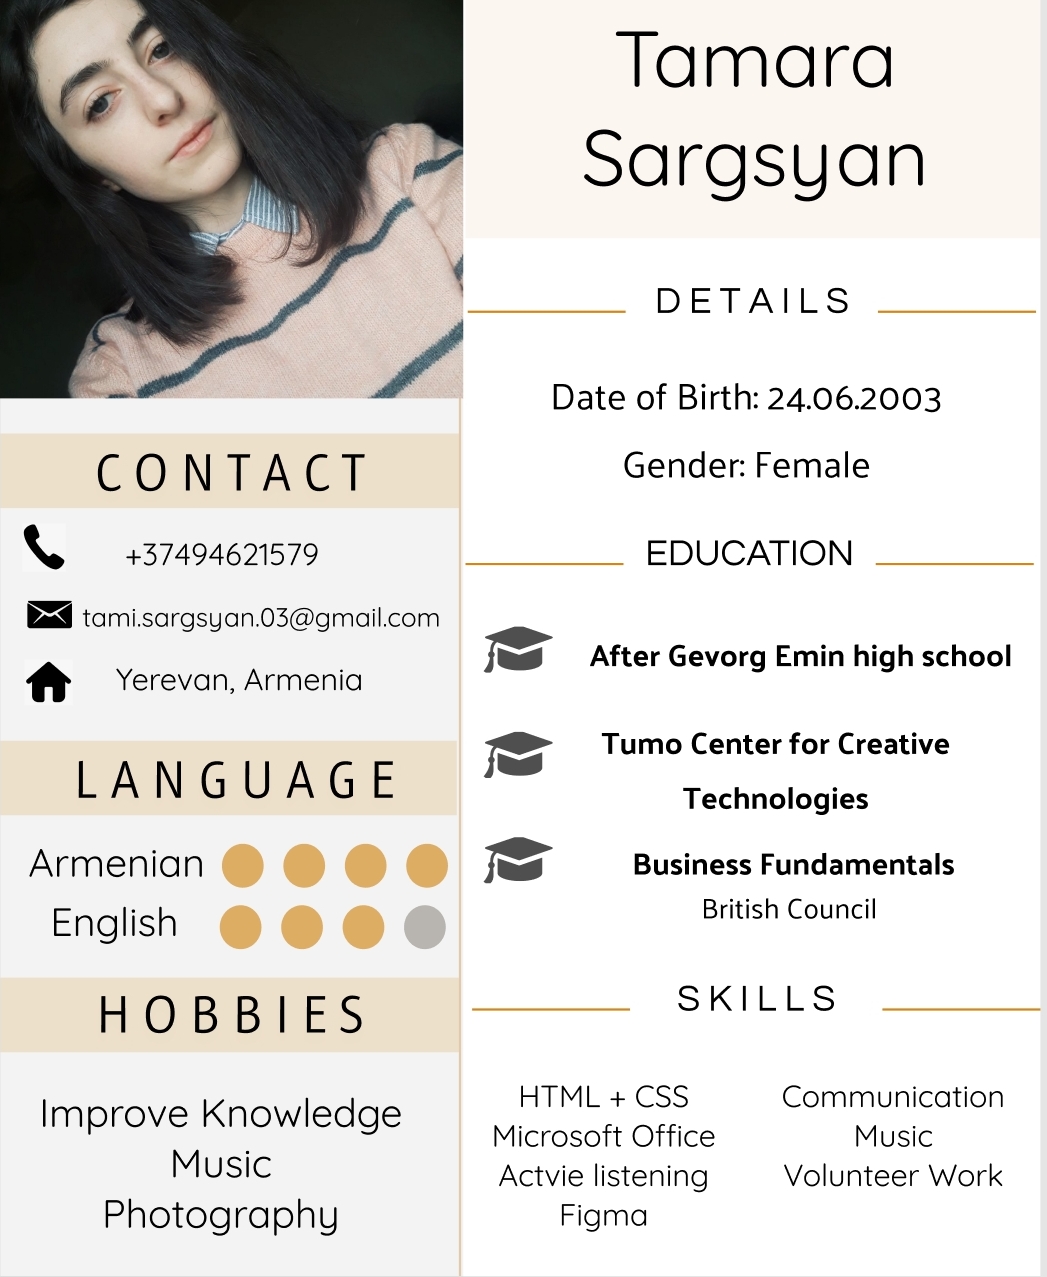 Tamara
Sargsyan
CONTACT
+37494621579
tami.sargsyan.03@gmail.com
Yerevan, Armenia
LANGUAGE
Armenian
English
HOBBIES
Improve Knowledge
Music
Photography
DETAILS
Date of Birth: 24.06.2003
Gender: Female
EDUCATION
After Gevorg Emin high school
Tumo Center for Creative
Technologies
Business Fundamentals
British Council
SKILLS
HTML + CSS
Microsoft Office
Actvie listening
Figma
Communication
Music
Volunteer Work